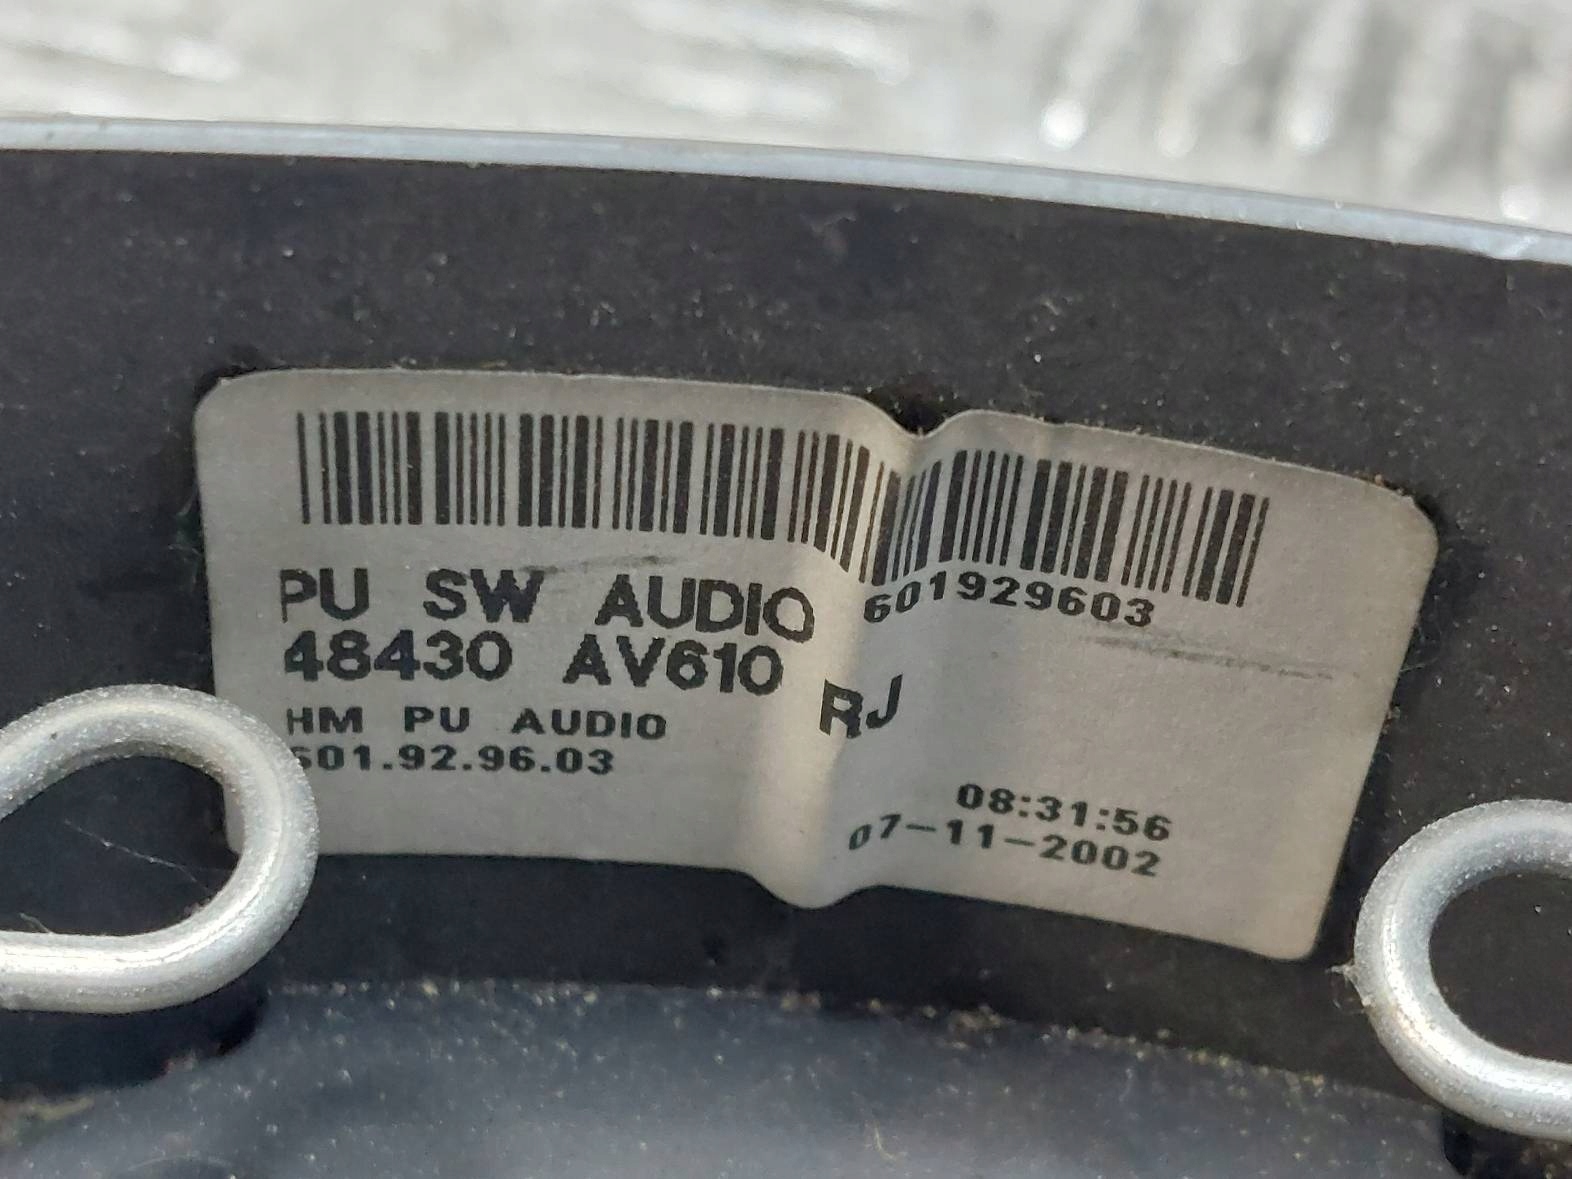 601929603
PU SW AUDIO
48430 AV610 RJ
HM PU AUDIO
601.92.96.03
08:31:56
07-11-2002